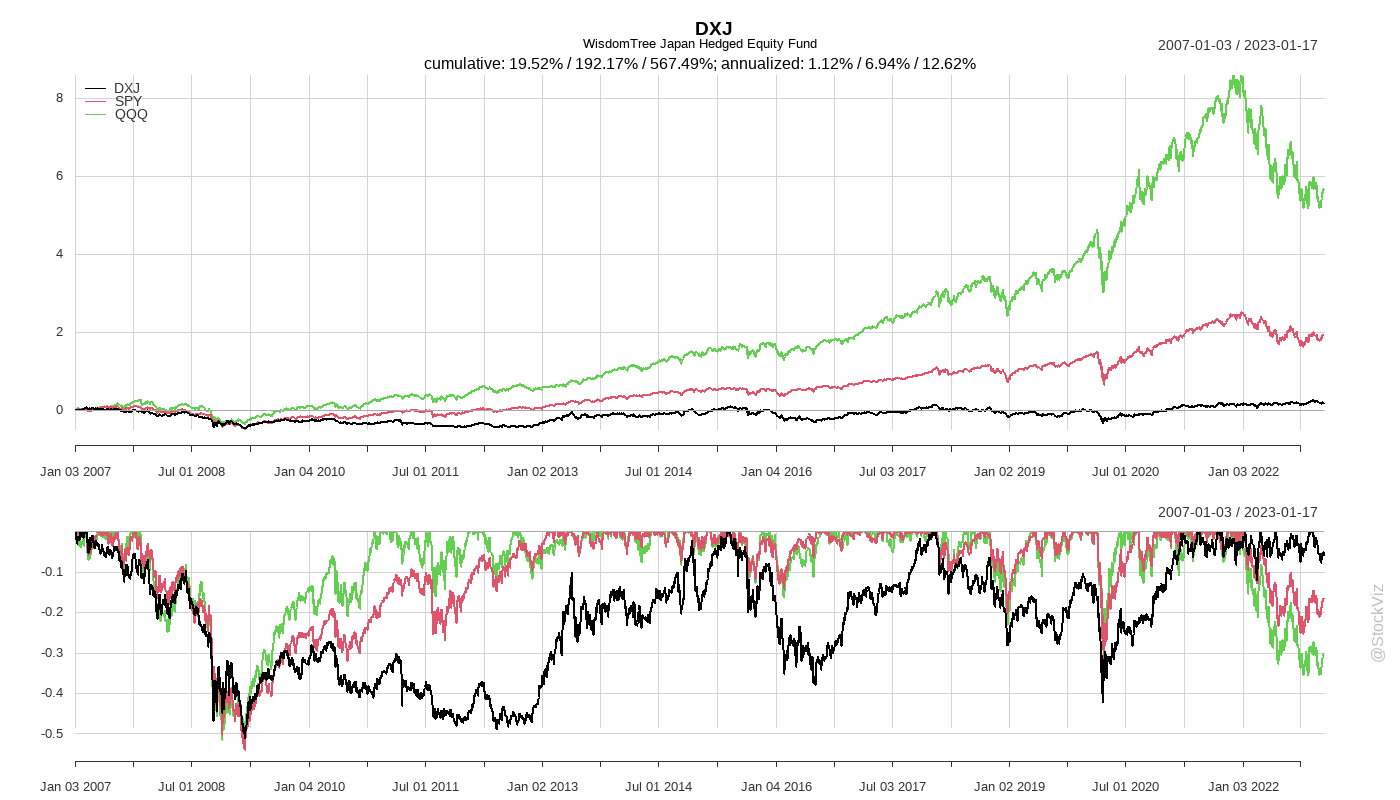 DXJ
WisdomTree Japan Hedged Equity Fund
2007-01-03 / 2023-01-17
cumulative: 19.52% / 192.17% / 567.49%; annualized: 1.12% / 6.94% / 12.62%
DXJ
SPY
QQQ
8
6
4
2
0
Jan 03 2007 Jul 01 2008 Jan 04 2010 Jul 01 2011 Jan 02 2013 Jul 01 2014 Jan 04 2016 Jul 03 2017 Jan 02 2019 Jul 01 2020 Jan 03 2022
2007-01-03 / 2023-01-17
-0.1
-0.2
-0.3
-0.4
-0.5
Jan 03 2007 Jul 01 2008 Jan 04 2010 Jul 01 2011 Jan 02 2013 Jul 01 2014 Jan 04 2016 Jul 03 2017 Jan 02 2019 Jul 01 2020 Jan 03 2022
@StockViz